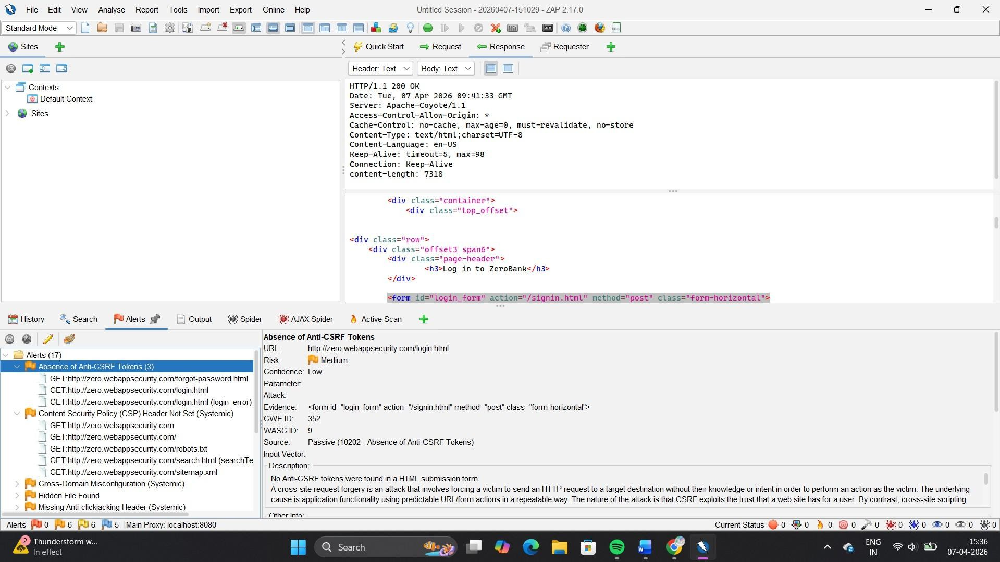 File Edit View Analyse Report Tools Import Export Online Help
Untitled Session - 20260407-151029 - ZAP 2.17.0
Standard Mode
Sites
Quick Start Request Response Requester
Header: Text Body: Text
Contexts
Default Context
Sites
HTTP/1.1 200 OK
Date: Tue, 07 Apr 2026 09:41:33 GMT
Server: Apache-Coyote/1.1
Access-Control-Allow-Origin: *
Cache-Control: no-cache, max-age=0, must-revalidate, no-store
Content-Type: text/html;charset=UTF-8
Content-Language: en-US
Keep-Alive: timeout=5, max=98
Connection: Keep-Alive
content-length: 7318
<div class="container">
<div class="top_offset">
<div class="row">
<div class="offset3 span6">
<div class="page-header">
<h3>Log in to ZeroBank</h3>
</div>
<form id="login_form" action="/signin.html" method="post" class="form-horizontal">
History Search Alerts Output Spider AJAX Spider Active Scan
Alerts (17)
Absence of Anti-CSRF Tokens (3)
GET:http://zero.webappsecurity.com/forgot-password.html
GET:http://zero.webappsecurity.com/login.html
GET:http://zero.webappsecurity.com/login.html (login_error)
Content Security Policy (CSP) Header Not Set (Systemic)
GET:http://zero.webappsecurity.com
GET:http://zero.webappsecurity.com/
GET:http://zero.webappsecurity.com/robots.txt
GET:http://zero.webappsecurity.com/search.html (searchTe
GET:http://zero.webappsecurity.com/sitemap.xml
Cross-Domain Misconfiguration (Systemic)
Hidden File Found
Missing Anti-clickjacking Header (Systemic)
Absence of Anti-CSRF Tokens
URL: http://zero.webappsecurity.com/login.html
Risk: Medium
Confidence: Low
Parameter:
Attack:
Evidence: <form id="login_form" action="/signin.html" method="post" class="form-horizontal">
CWE ID: 352
WASC ID: 9
Source: Passive (10202 - Absence of Anti-CSRF Tokens)
Input Vector:
Description:
No Anti-CSRF tokens were found in a HTML submission form.
A cross-site request forgery is an attack that involves forcing a victim to send an HTTP request to a target destination without their knowledge or intent in order to perform an action as the victim. The underlying
cause is application functionality using predictable URL/form actions in a repeatable way. The nature of the attack is that CSRF exploits the trust that a web site has for a user. By contrast, cross-site scripting
Other Info:
Alerts 0 6 6 5 Main Proxy: localhost:8080
Current Status 0 0 0 0 0 0 0 0 0 0
2
Thunderstorm w...
In effect
Search
ENG
IN
15:36
07-04-2026